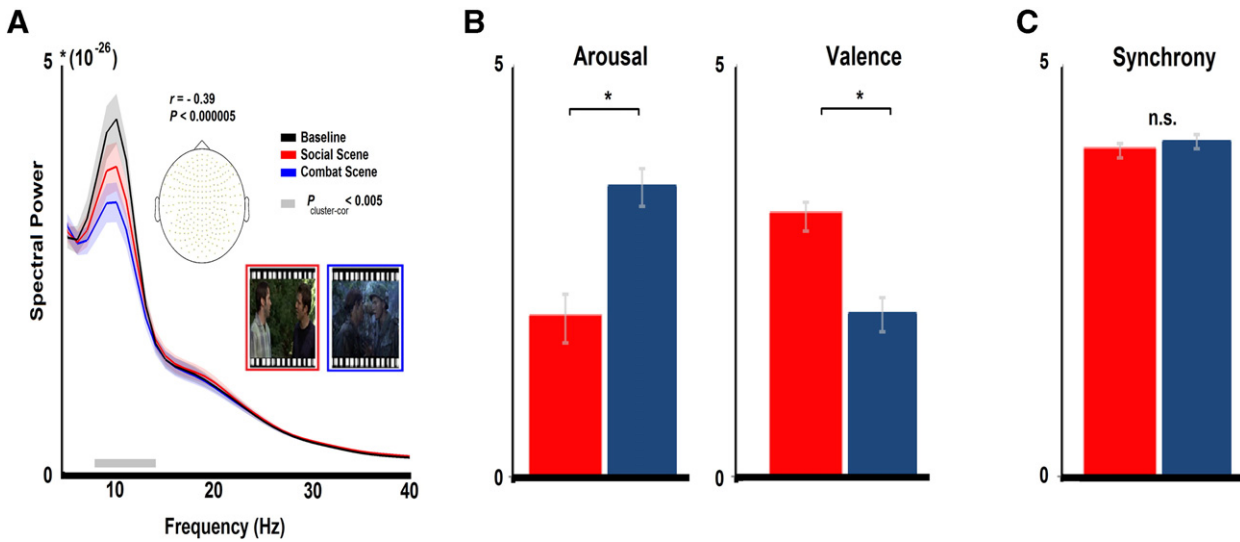 A
5 *(10-26)
r = - 0.39
P < 0.000005
Baseline
Social Scene
Combat Scene
P cluster-cor < 0.005
Spectral Power
0
10
20
30
40
Frequency (Hz)
B
5
Arousal
*
0
5
Valence
*
0
C
5
Synchrony
n.s.
0